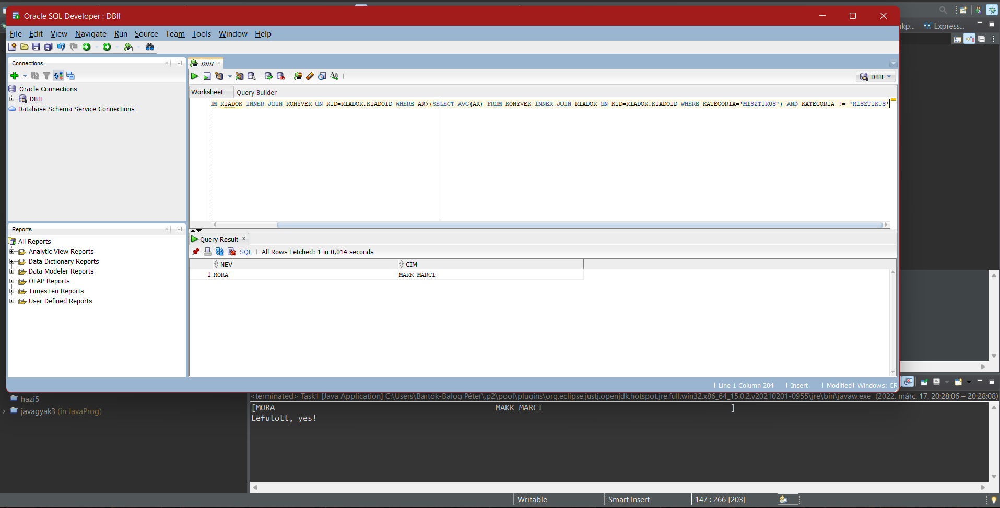 Oracle SQL Developer : DBII
File Edit View Navigate Run Source Team Tools Window Help
akp...
Express...
Connections
Oracle Connections
DBII
Database Schema Service Connections
DBII
DBII
Worksheet
Query Builder
OM KIADOK INNER JOIN KONYVEK ON KID=KIADOK.KIADOID WHERE AR>(SELECT AVG(AR) FROM KONYVEK INNER JOIN KIADOK ON KID=KIADOK.KIADOID WHERE KATEGORIA='MISZTIKUS') AND KATEGORIA != 'MISZTIKUS'
Reports
All Reports
Analytic View Reports
Data Dictionary Reports
Data Modeler Reports
OLAP Reports
TimesTen Reports
User Defined Reports
Query Result
SQL | All Rows Fetched: 1 in 0,014 seconds
NEV CIM
1 MORA MAKK MARCI
| Line 1 Column 204 | Insert | Modified | Windows: CR
hazi5
javagyak3 (in JavaProg)
<terminated> Task1 [Java Application] C:\Users\Bartók-Balog Péter\.p2\pool\plugins\org.eclipse.justj.openjdk.hotspot.jre.full.win32.x86_64_15.0.2.v20210201-0955\jre\bin\javaw.exe (2022. márc. 17. 20:28:06 – 20:28:08)
[MORA MAKK MARCI ]
Lefutott, yes!
Writable
Smart Insert
147 : 266 [203]